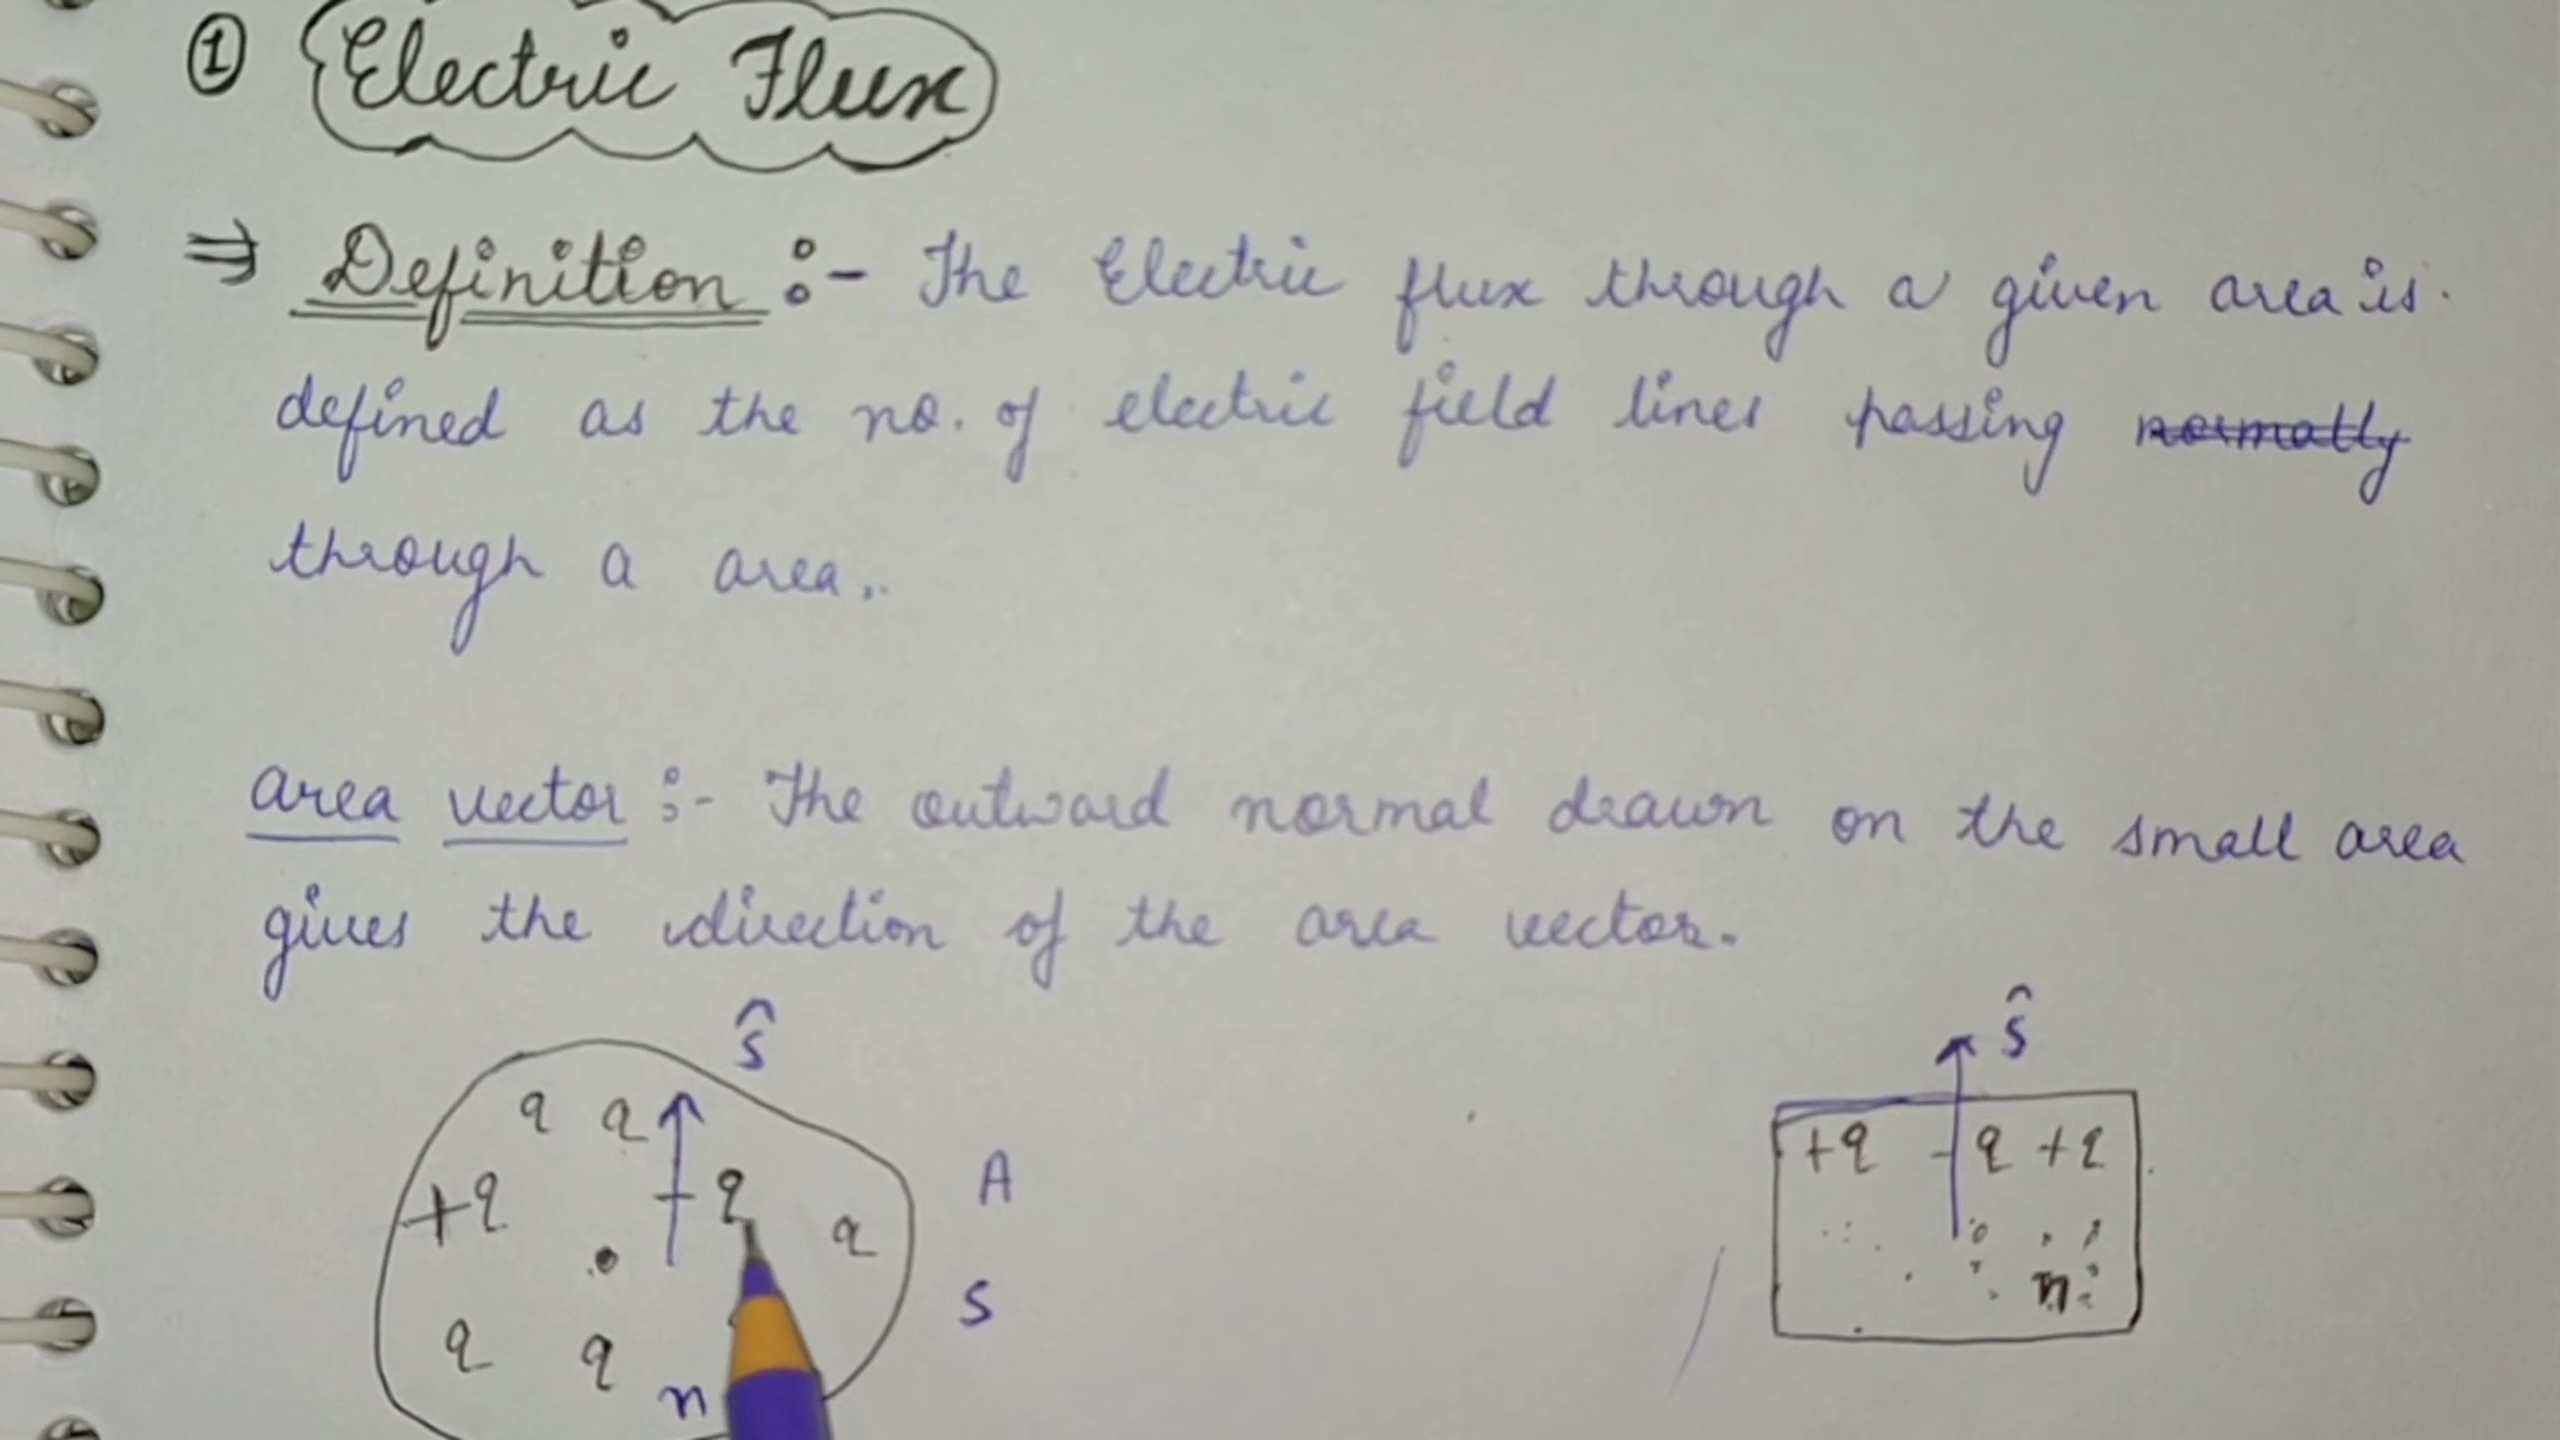 ① Electric Flux
⇒ Definition :- The Electric flux through a given area is.
defined as the no. of electric field lines passing normally
through a area..
area vector :- The outward normal drawn on the small area
gives the direction of the area vector.
ŝ
ŝ
q q
+q -q +q
+q -q
A
q
S
n
q q
n